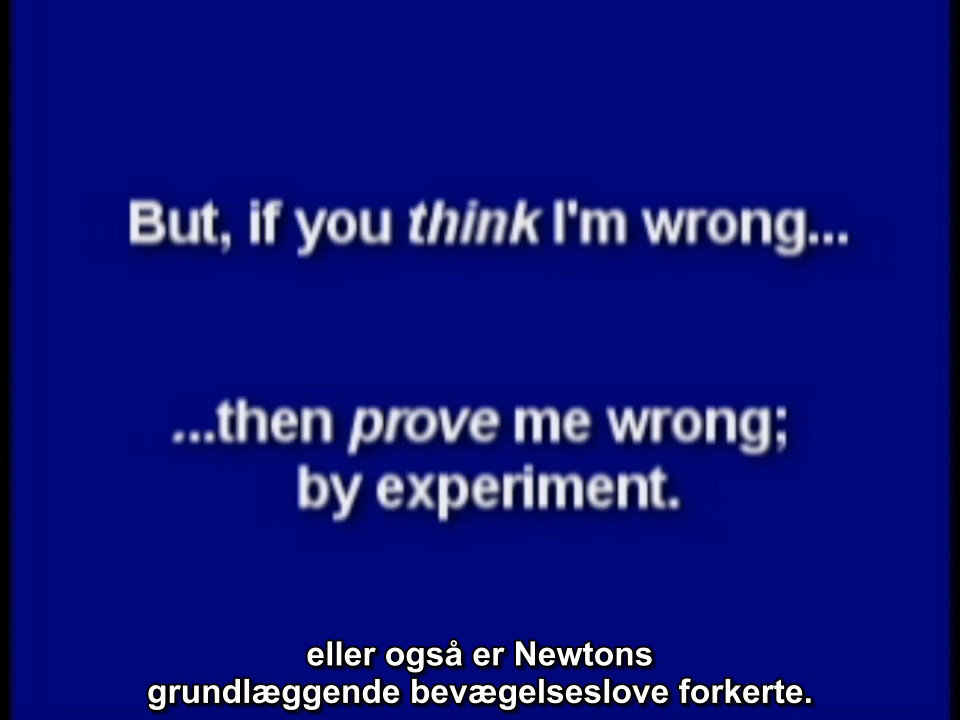 But, if you think I'm wrong...
...then prove me wrong;
by experiment.
eller også er Newtons
grundlæggende bevægelseslove forkerte.